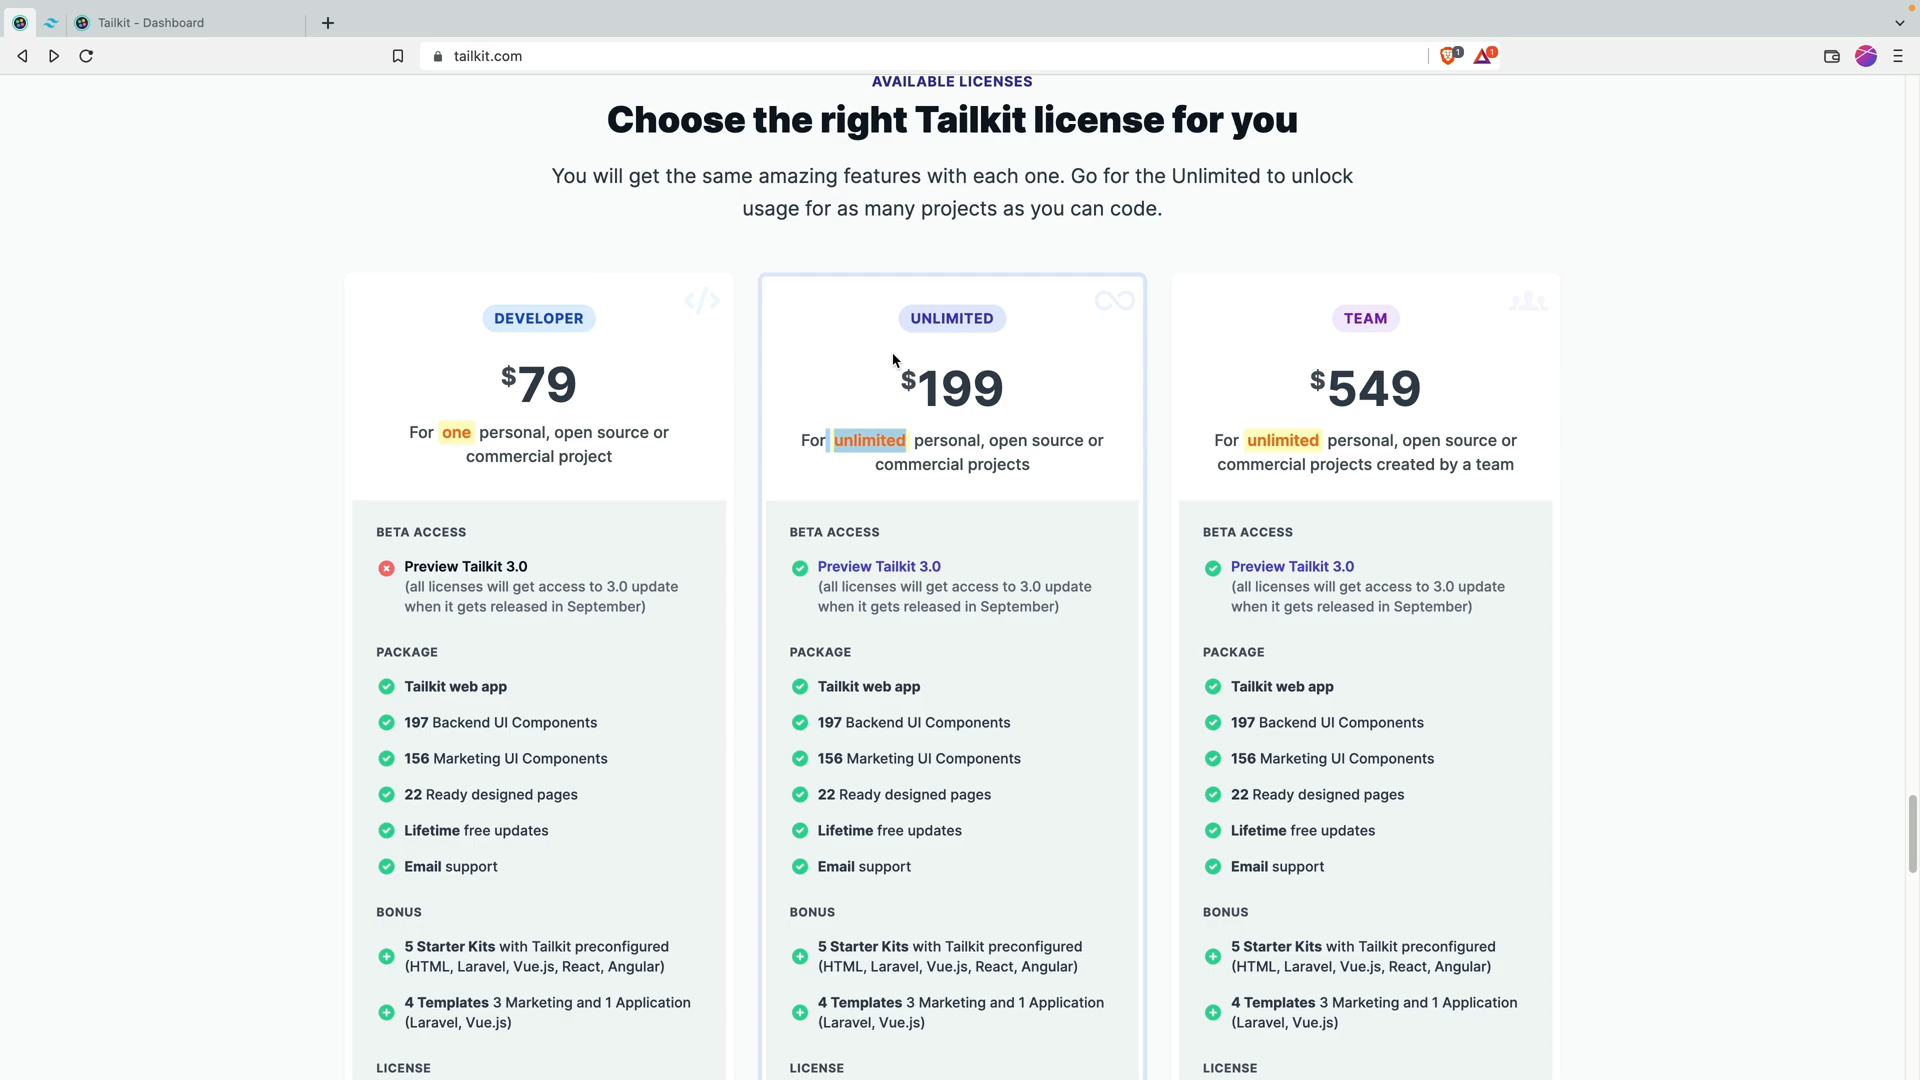 Tailkit - Dashboard
tailkit.com
1
1
AVAILABLE LICENSES
Choose the right Tailkit license for you
You will get the same amazing features with each one. Go for the Unlimited to unlock
usage for as many projects as you can code.
DEVELOPER
$79
For one personal, open source or
commercial project
BETA ACCESS
Preview Tailkit 3.0
(all licenses will get access to 3.0 update
when it gets released in September)
PACKAGE
Tailkit web app
197 Backend UI Components
156 Marketing UI Components
22 Ready designed pages
Lifetime free updates
Email support
BONUS
5 Starter Kits with Tailkit preconfigured
(HTML, Laravel, Vue.js, React, Angular)
4 Templates 3 Marketing and 1 Application
(Laravel, Vue.js)
LICENSE
UNLIMITED
$199
For unlimited personal, open source or
commercial projects
BETA ACCESS
Preview Tailkit 3.0
(all licenses will get access to 3.0 update
when it gets released in September)
PACKAGE
Tailkit web app
197 Backend UI Components
156 Marketing UI Components
22 Ready designed pages
Lifetime free updates
Email support
BONUS
5 Starter Kits with Tailkit preconfigured
(HTML, Laravel, Vue.js, React, Angular)
4 Templates 3 Marketing and 1 Application
(Laravel, Vue.js)
LICENSE
TEAM
$549
For unlimited personal, open source or
commercial projects created by a team
BETA ACCESS
Preview Tailkit 3.0
(all licenses will get access to 3.0 update
when it gets released in September)
PACKAGE
Tailkit web app
197 Backend UI Components
156 Marketing UI Components
22 Ready designed pages
Lifetime free updates
Email support
BONUS
5 Starter Kits with Tailkit preconfigured
(HTML, Laravel, Vue.js, React, Angular)
4 Templates 3 Marketing and 1 Application
(Laravel, Vue.js)
LICENSE